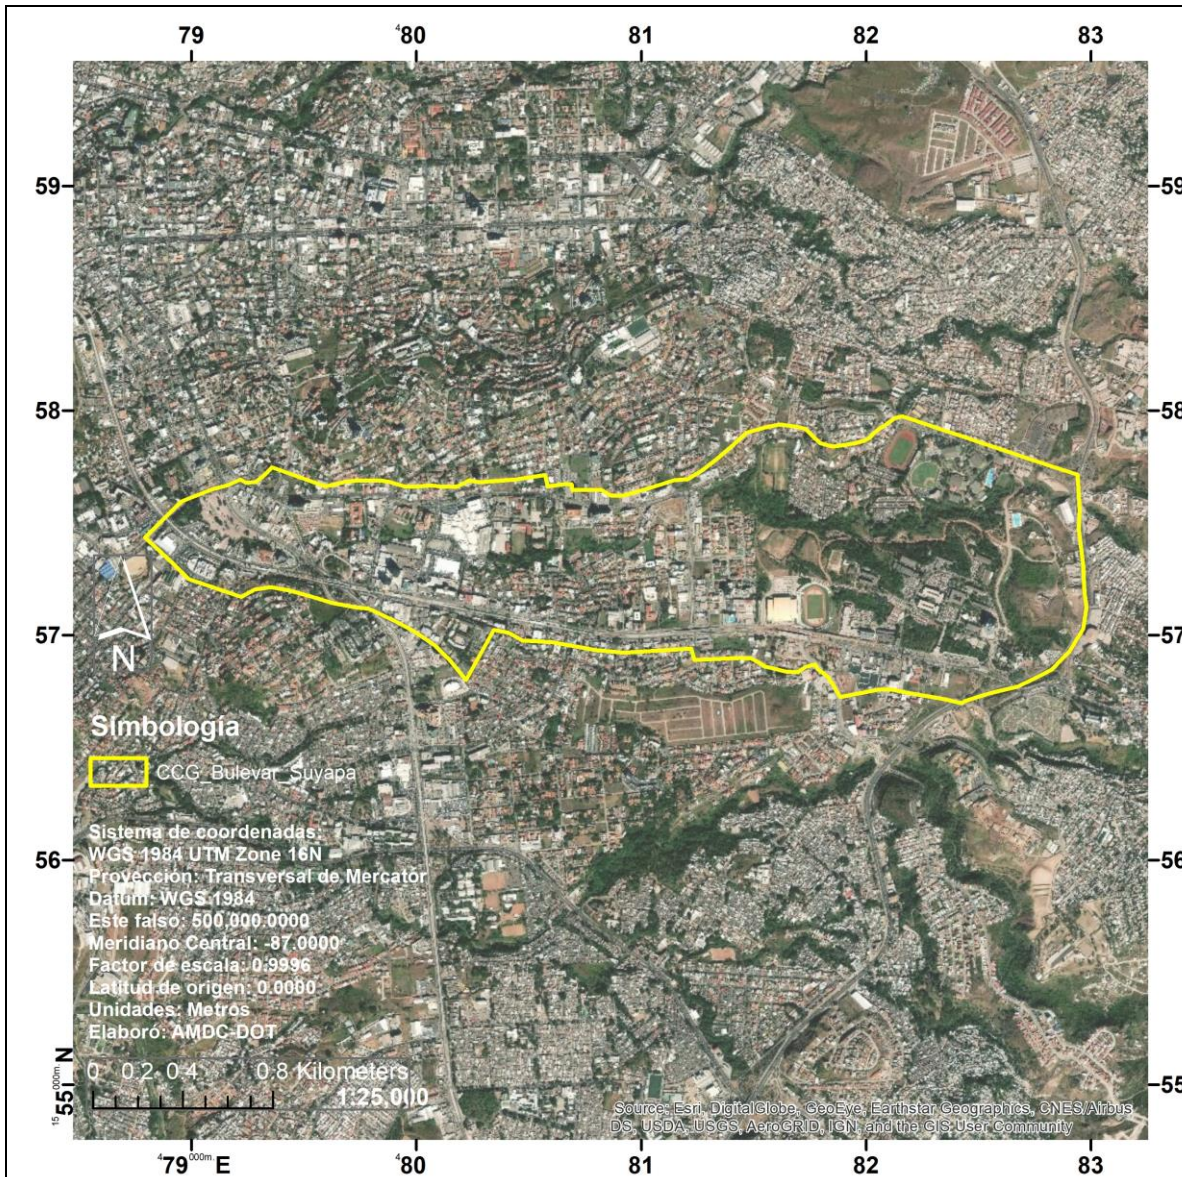 79 ⁴80 81 82 83
59 59
58 58
57 57
N
Simbología
CCG_Bulevar_Suyapa
56 56
Sistema de coordenadas:
WGS 1984 UTM Zone 16N
Proyección: Transversal de Mercator
Datum: WGS 1984
Este falso: 500,000.0000
Meridiano Central: -87.0000
Factor de escala: 0.9996
Latitud de origen: 0.0000
Unidades: Metros
Elaboró: AMDC-DOT
0 0.2 0.4 0.8 Kilometers
1:25,000
¹⁵55⁰⁰⁰ᵐ·N 55
Source: Esri, DigitalGlobe, GeoEye, Earthstar Geographics, CNES/Airbus
DS, USDA, USGS, AeroGRID, IGN, and the GIS User Community
⁴79⁰⁰⁰ᵐ·E ⁴80 81 82 83